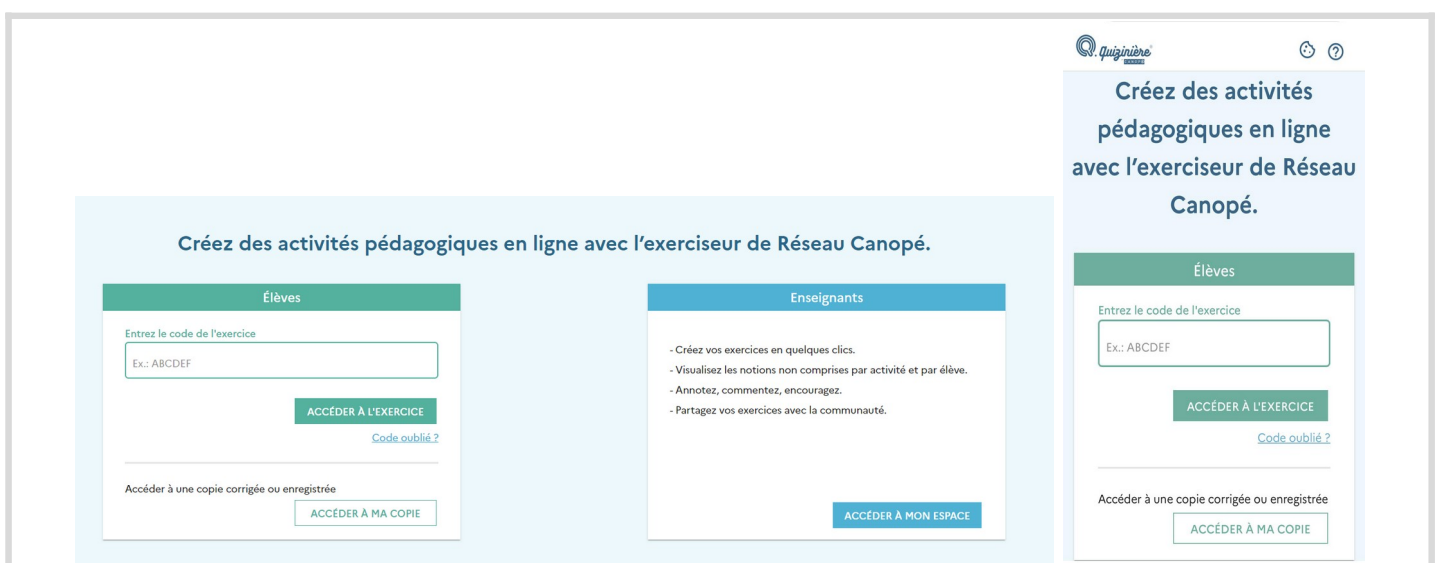 Créez des activités pédagogiques en ligne avec l'exerciseur de Réseau Canopé.
Élèves
Entrez le code de l'exercice
Ex.: ABCDEF
ACCÉDER À L'EXERCICE
Code oublié ?
Accéder à une copie corrigée ou enregistrée
ACCÉDER À MA COPIE
Enseignants
- Créez vos exercices en quelques clics.
- Visualisez les notions non comprises par activité et par élève.
- Annotez, commentez, encouragez.
- Partagez vos exercices avec la communauté.
ACCÉDER À MON ESPACE
Quizinière
CANOPÉ
Créez des activités
pédagogiques en ligne
avec l'exerciseur de Réseau
Canopé.
Élèves
Entrez le code de l'exercice
Ex.: ABCDEF
ACCÉDER À L'EXERCICE
Code oublié ?
Accéder à une copie corrigée ou enregistrée
ACCÉDER À MA COPIE